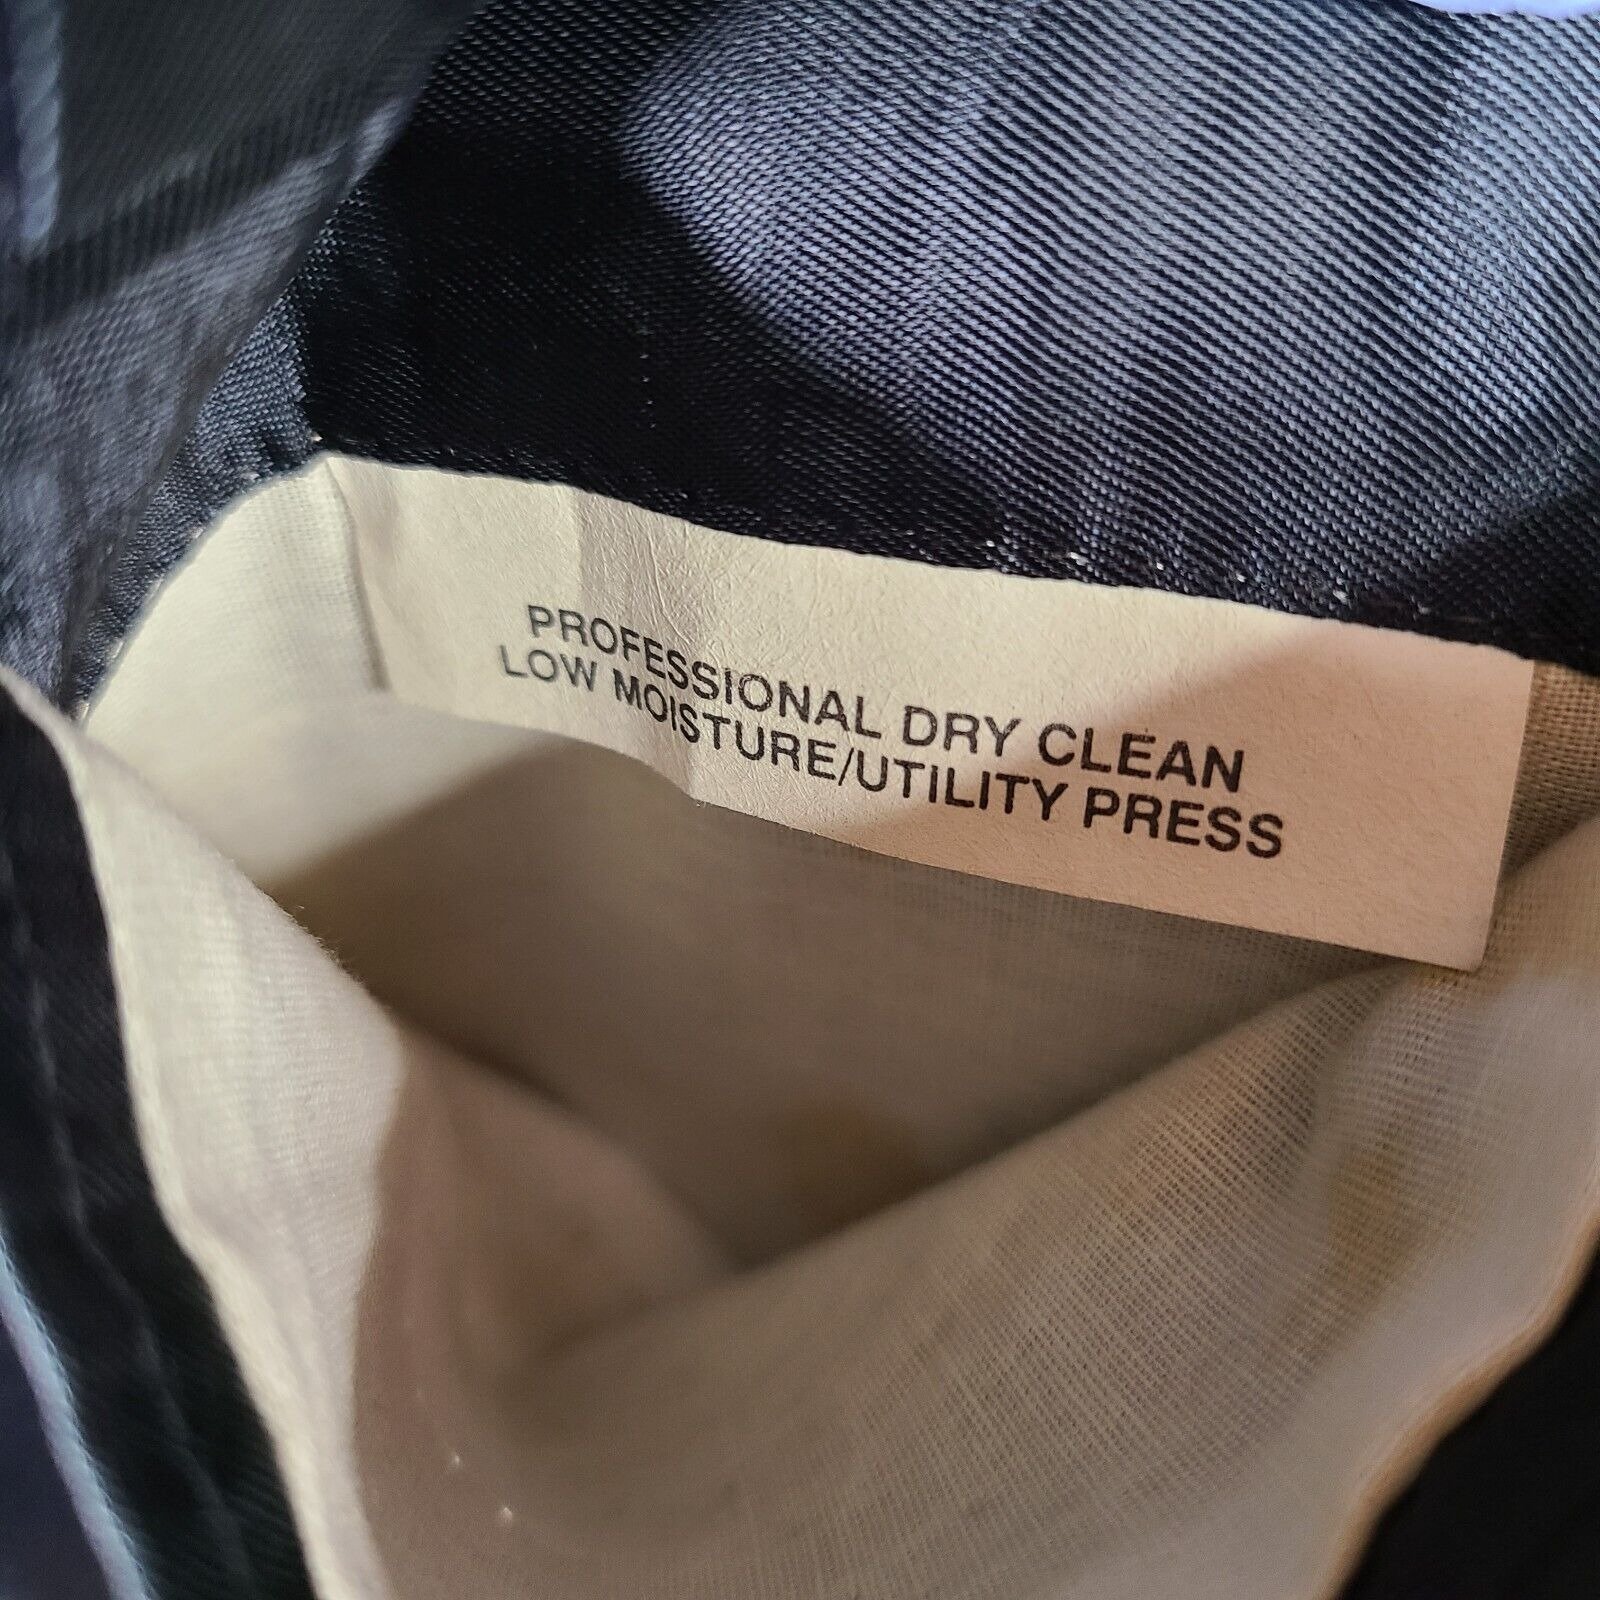 PROFESSIONAL DRY CLEAN
LOW MOISTURE/UTILITY PRESS